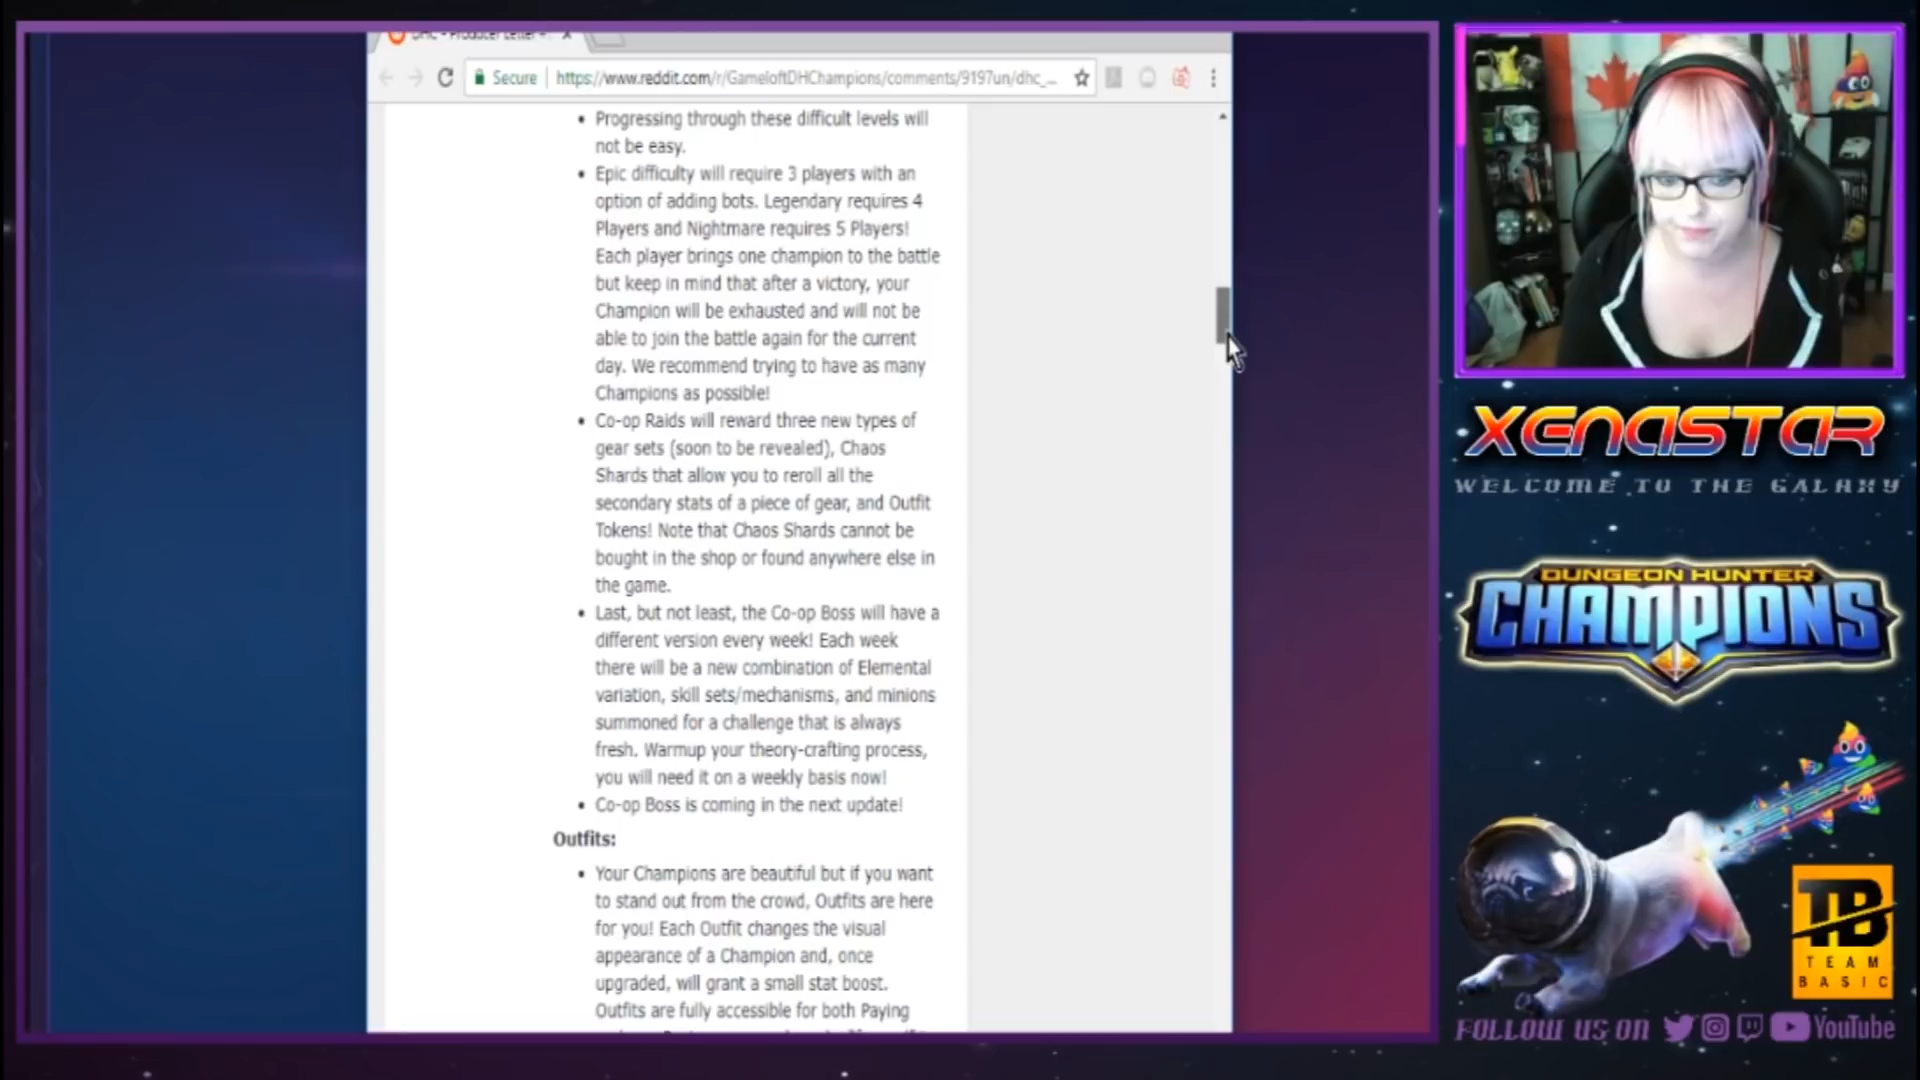 DHC - Producer Letter
Secure https://www.reddit.com/r/GameloftDHChampions/comments/9197un/dhc_...
• Progressing through these difficult levels will
not be easy.
• Epic difficulty will require 3 players with an
option of adding bots. Legendary requires 4
Players and Nightmare requires 5 Players!
Each player brings one champion to the battle
but keep in mind that after a victory, your
Champion will be exhausted and will not be
able to join the battle again for the current
day. We recommend trying to have as many
Champions as possible!
• Co-op Raids will reward three new types of
gear sets (soon to be revealed), Chaos
Shards that allow you to reroll all the
secondary stats of a piece of gear, and Outfit
Tokens! Note that Chaos Shards cannot be
bought in the shop or found anywhere else in
the game.
• Last, but not least, the Co-op Boss will have a
different version every week! Each week
there will be a new combination of Elemental
variation, skill sets/mechanisms, and minions
summoned for a challenge that is always
fresh. Warmup your theory-crafting process,
you will need it on a weekly basis now!
• Co-op Boss is coming in the next update!
Outfits:
• Your Champions are beautiful but if you want
to stand out from the crowd, Outfits are here
for you! Each Outfit changes the visual
appearance of a Champion and, once
upgraded, will grant a small stat boost.
Outfits are fully accessible for both Paying
XENASTAR
WELCOME TO THE GALAXY
DUNGEON HUNTER
CHAMPIONS
TB
TEAM
BASIC
FOLLOW US ON YouTube